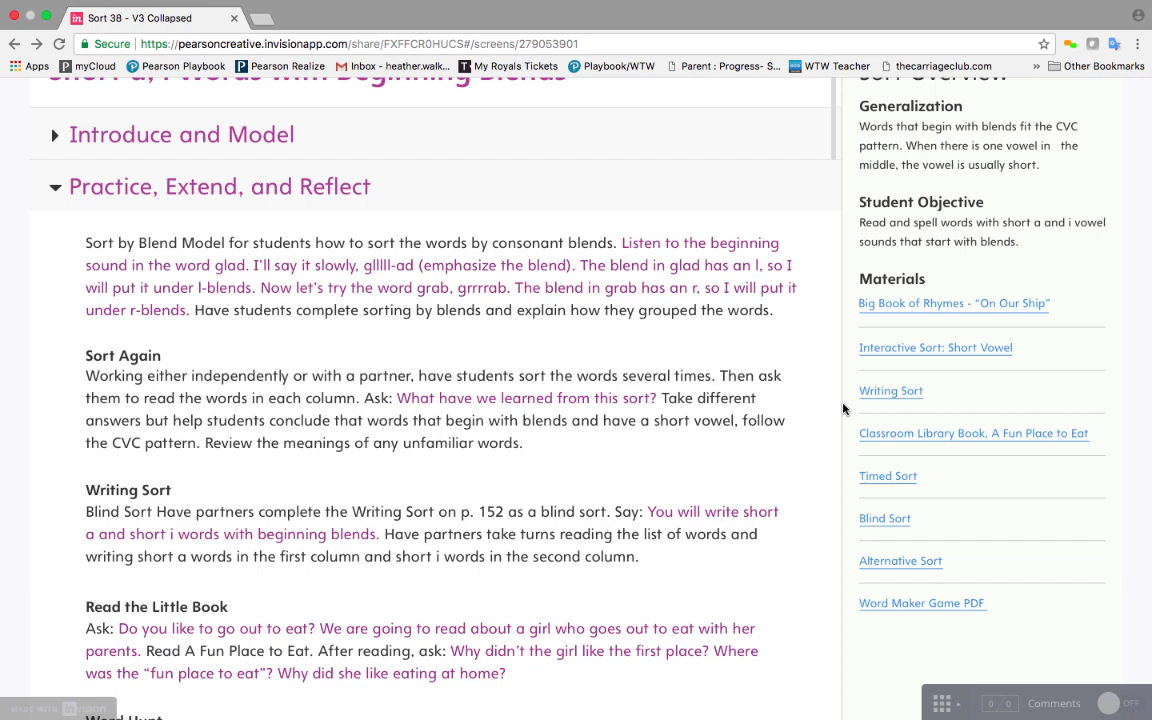 Sort 38 - V3 Collapsed
Secure https://pearsoncreative.invisionapp.com/share/FXFFCR0HUCS#/screens/279053901
Apps myCloud Pearson Playbook Pearson Realize Inbox - heather.walk... My Royals Tickets Playbook/WTW Parent : Progress- S... WTW Teacher thecarriageclub.com » Other Bookmarks
Short a, i Words with Beginning Blends
Introduce and Model
Practice, Extend, and Reflect
Sort by Blend Model for students how to sort the words by consonant blends. Listen to the beginning
sound in the word glad. I'll say it slowly, glllll-ad (emphasize the blend). The blend in glad has an l, so I
will put it under l-blends. Now let's try the word grab, grrrrab. The blend in grab has an r, so I will put it
under r-blends. Have students complete sorting by blends and explain how they grouped the words.
Sort Again
Working either independently or with a partner, have students sort the words several times. Then ask
them to read the words in each column. Ask: What have we learned from this sort? Take different
answers but help students conclude that words that begin with blends and have a short vowel, follow
the CVC pattern. Review the meanings of any unfamiliar words.
Writing Sort
Blind Sort Have partners complete the Writing Sort on p. 152 as a blind sort. Say: You will write short
a and short i words with beginning blends. Have partners take turns reading the list of words and
writing short a words in the first column and short i words in the second column.
Read the Little Book
Ask: Do you like to go out to eat? We are going to read about a girl who goes out to eat with her
parents. Read A Fun Place to Eat. After reading, ask: Why didn't the girl like the first place? Where
was the "fun place to eat"? Why did she like eating at home?
Word Hunt
Sort Overview
Generalization
Words that begin with blends fit the CVC
pattern. When there is one vowel in the
middle, the vowel is usually short.
Student Objective
Read and spell words with short a and i vowel
sounds that start with blends.
Materials
Big Book of Rhymes - "On Our Ship"
Interactive Sort: Short Vowel
Writing Sort
Classroom Library Book, A Fun Place to Eat
Timed Sort
Blind Sort
Alternative Sort
Word Maker Game PDF
MADE WITH invision
0 / 0 Comments OFF